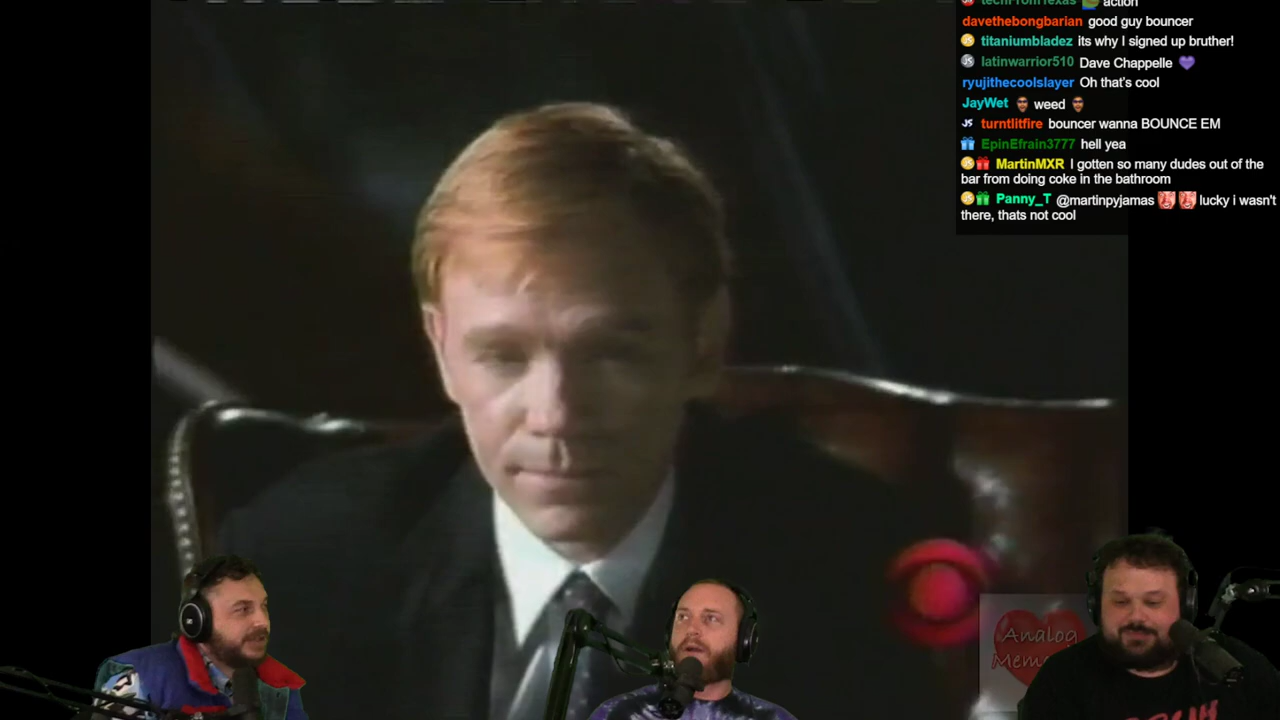 techFromTexas action
davethebongbarian good guy bouncer
titaniumbladez its why I signed up bruther!
latinwarrior510 Dave Chappelle
ryujithecoolslayer Oh that's cool
JayWet weed
turntlitfire bouncer wanna BOUNCE EM
EpinEfrain3777 hell yea
MartinMXR I gotten so many dudes out of the
bar from doing coke in the bathroom
Panny_T @martinpyjamas lucky i wasn't
there, thats not cool
Analog